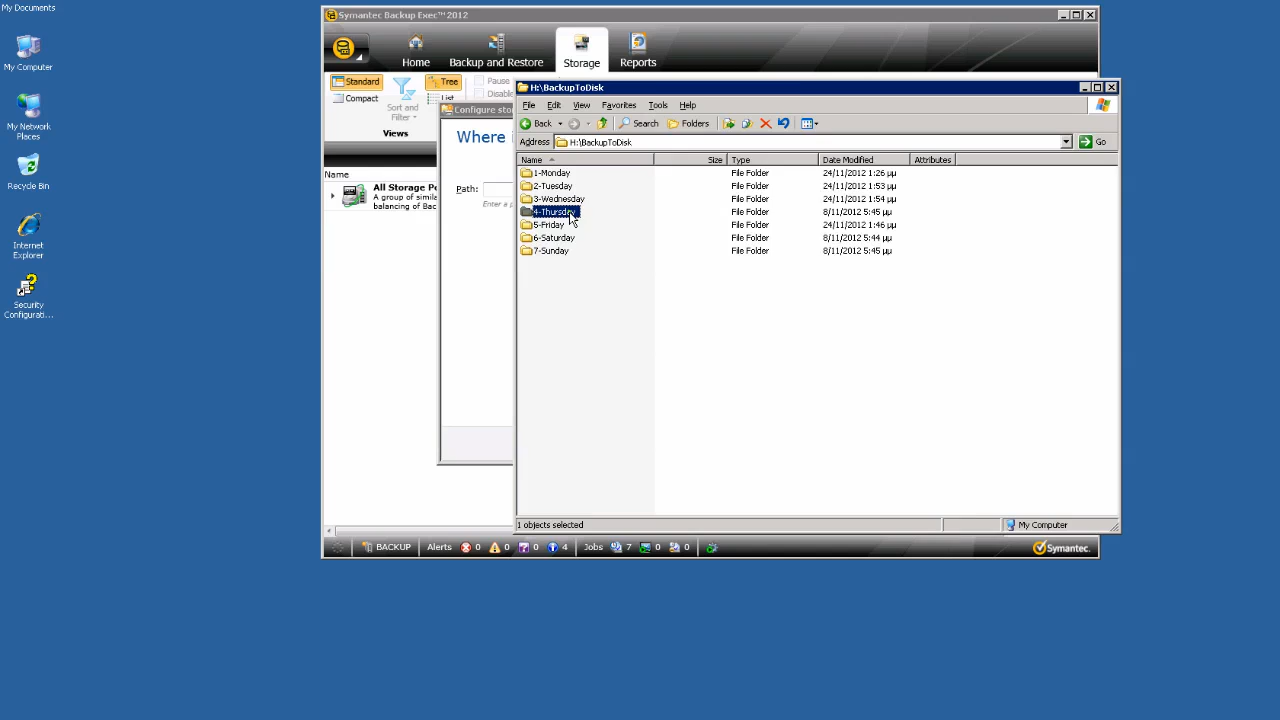 My Documents
My Computer
My Network
Places
Recycle Bin
Internet
Explorer
Security
Configurati...
Symantec Backup Exec™ 2012
Home
Backup and Restore
Storage
Reports
Standard
Compact
Sort and
Filter
Tree
List
Pause
Disable
Views
Name
All Storage Po
A group of simila
balancing of Bac
Configure sto
Where i
Path:
Enter a p
H:\BackupToDisk
File Edit View Favorites Tools Help
Back Search Folders
Address H:\BackupToDisk Go
Name Size Type Date Modified Attributes
1-Monday File Folder 24/11/2012 1:26 μμ
2-Tuesday File Folder 24/11/2012 1:53 μμ
3-Wednesday File Folder 24/11/2012 1:54 μμ
4-Thursday File Folder 8/11/2012 5:45 μμ
5-Friday File Folder 24/11/2012 1:46 μμ
6-Saturday File Folder 8/11/2012 5:44 μμ
7-Sunday File Folder 8/11/2012 5:45 μμ
1 objects selected My Computer
BACKUP Alerts 0 0 0 4 Jobs 7 0 0 Symantec.